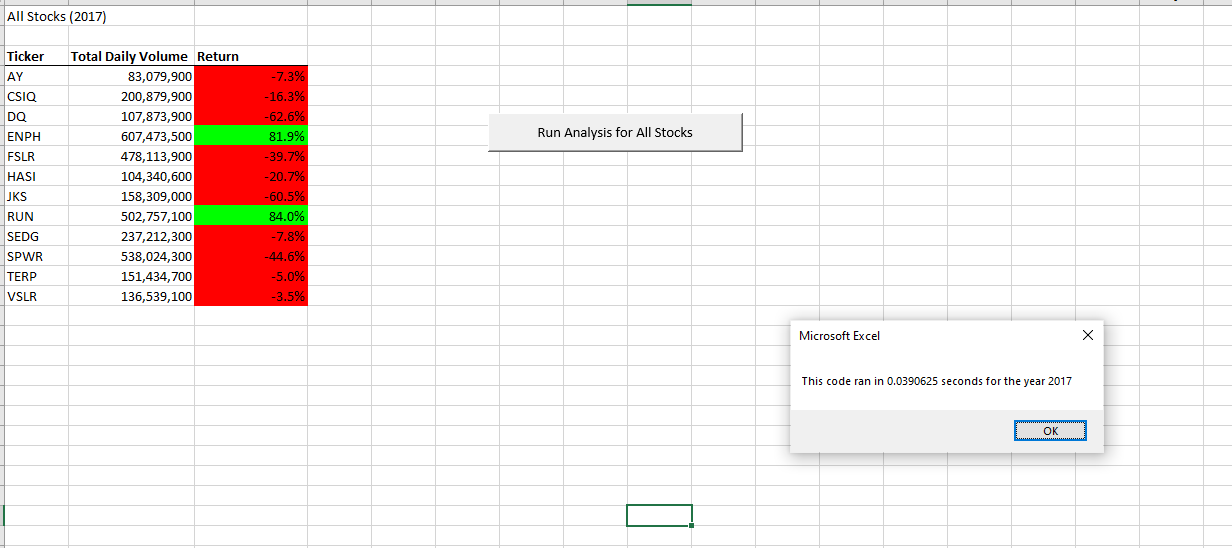 All Stocks (2017)
Ticker Total Daily Volume Return
AY 83,079,900 -7.3%
CSIQ 200,879,900 -16.3%
DQ 107,873,900 -62.6%
ENPH 607,473,500 81.9%
FSLR 478,113,900 -39.7%
HASI 104,340,600 -20.7%
JKS 158,309,000 -60.5%
RUN 502,757,100 84.0%
SEDG 237,212,300 -7.8%
SPWR 538,024,300 -44.6%
TERP 151,434,700 -5.0%
VSLR 136,539,100 -3.5%
Run Analysis for All Stocks
Microsoft Excel
This code ran in 0.0390625 seconds for the year 2017
OK